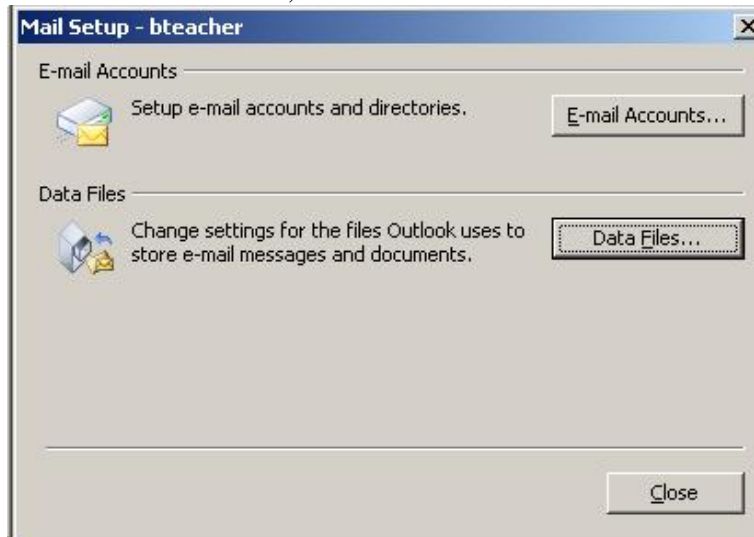 Mail Setup - bteacher
E-mail Accounts
Setup e-mail accounts and directories.
E-mail Accounts...
Data Files
Change settings for the files Outlook uses to
store e-mail messages and documents.
Data Files...
Close